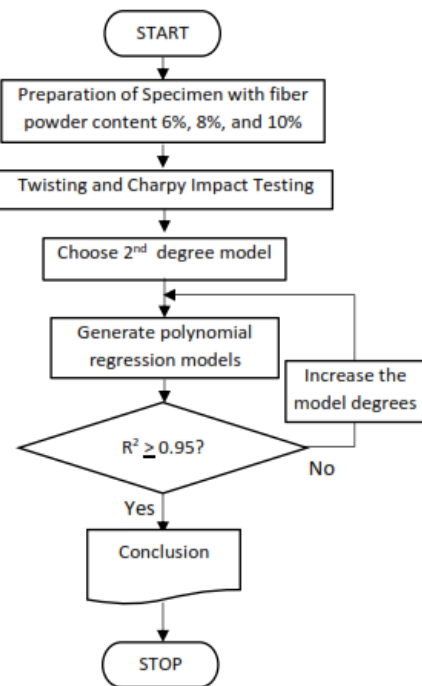 START
Preparation of Specimen with fiber
powder content 6%, 8%, and 10%
Twisting and Charpy Impact Testing
Choose 2nd degree model
Generate polynomial
regression models
Increase the
model degrees
R² ≥ 0.95?
No
Yes
Conclusion
STOP